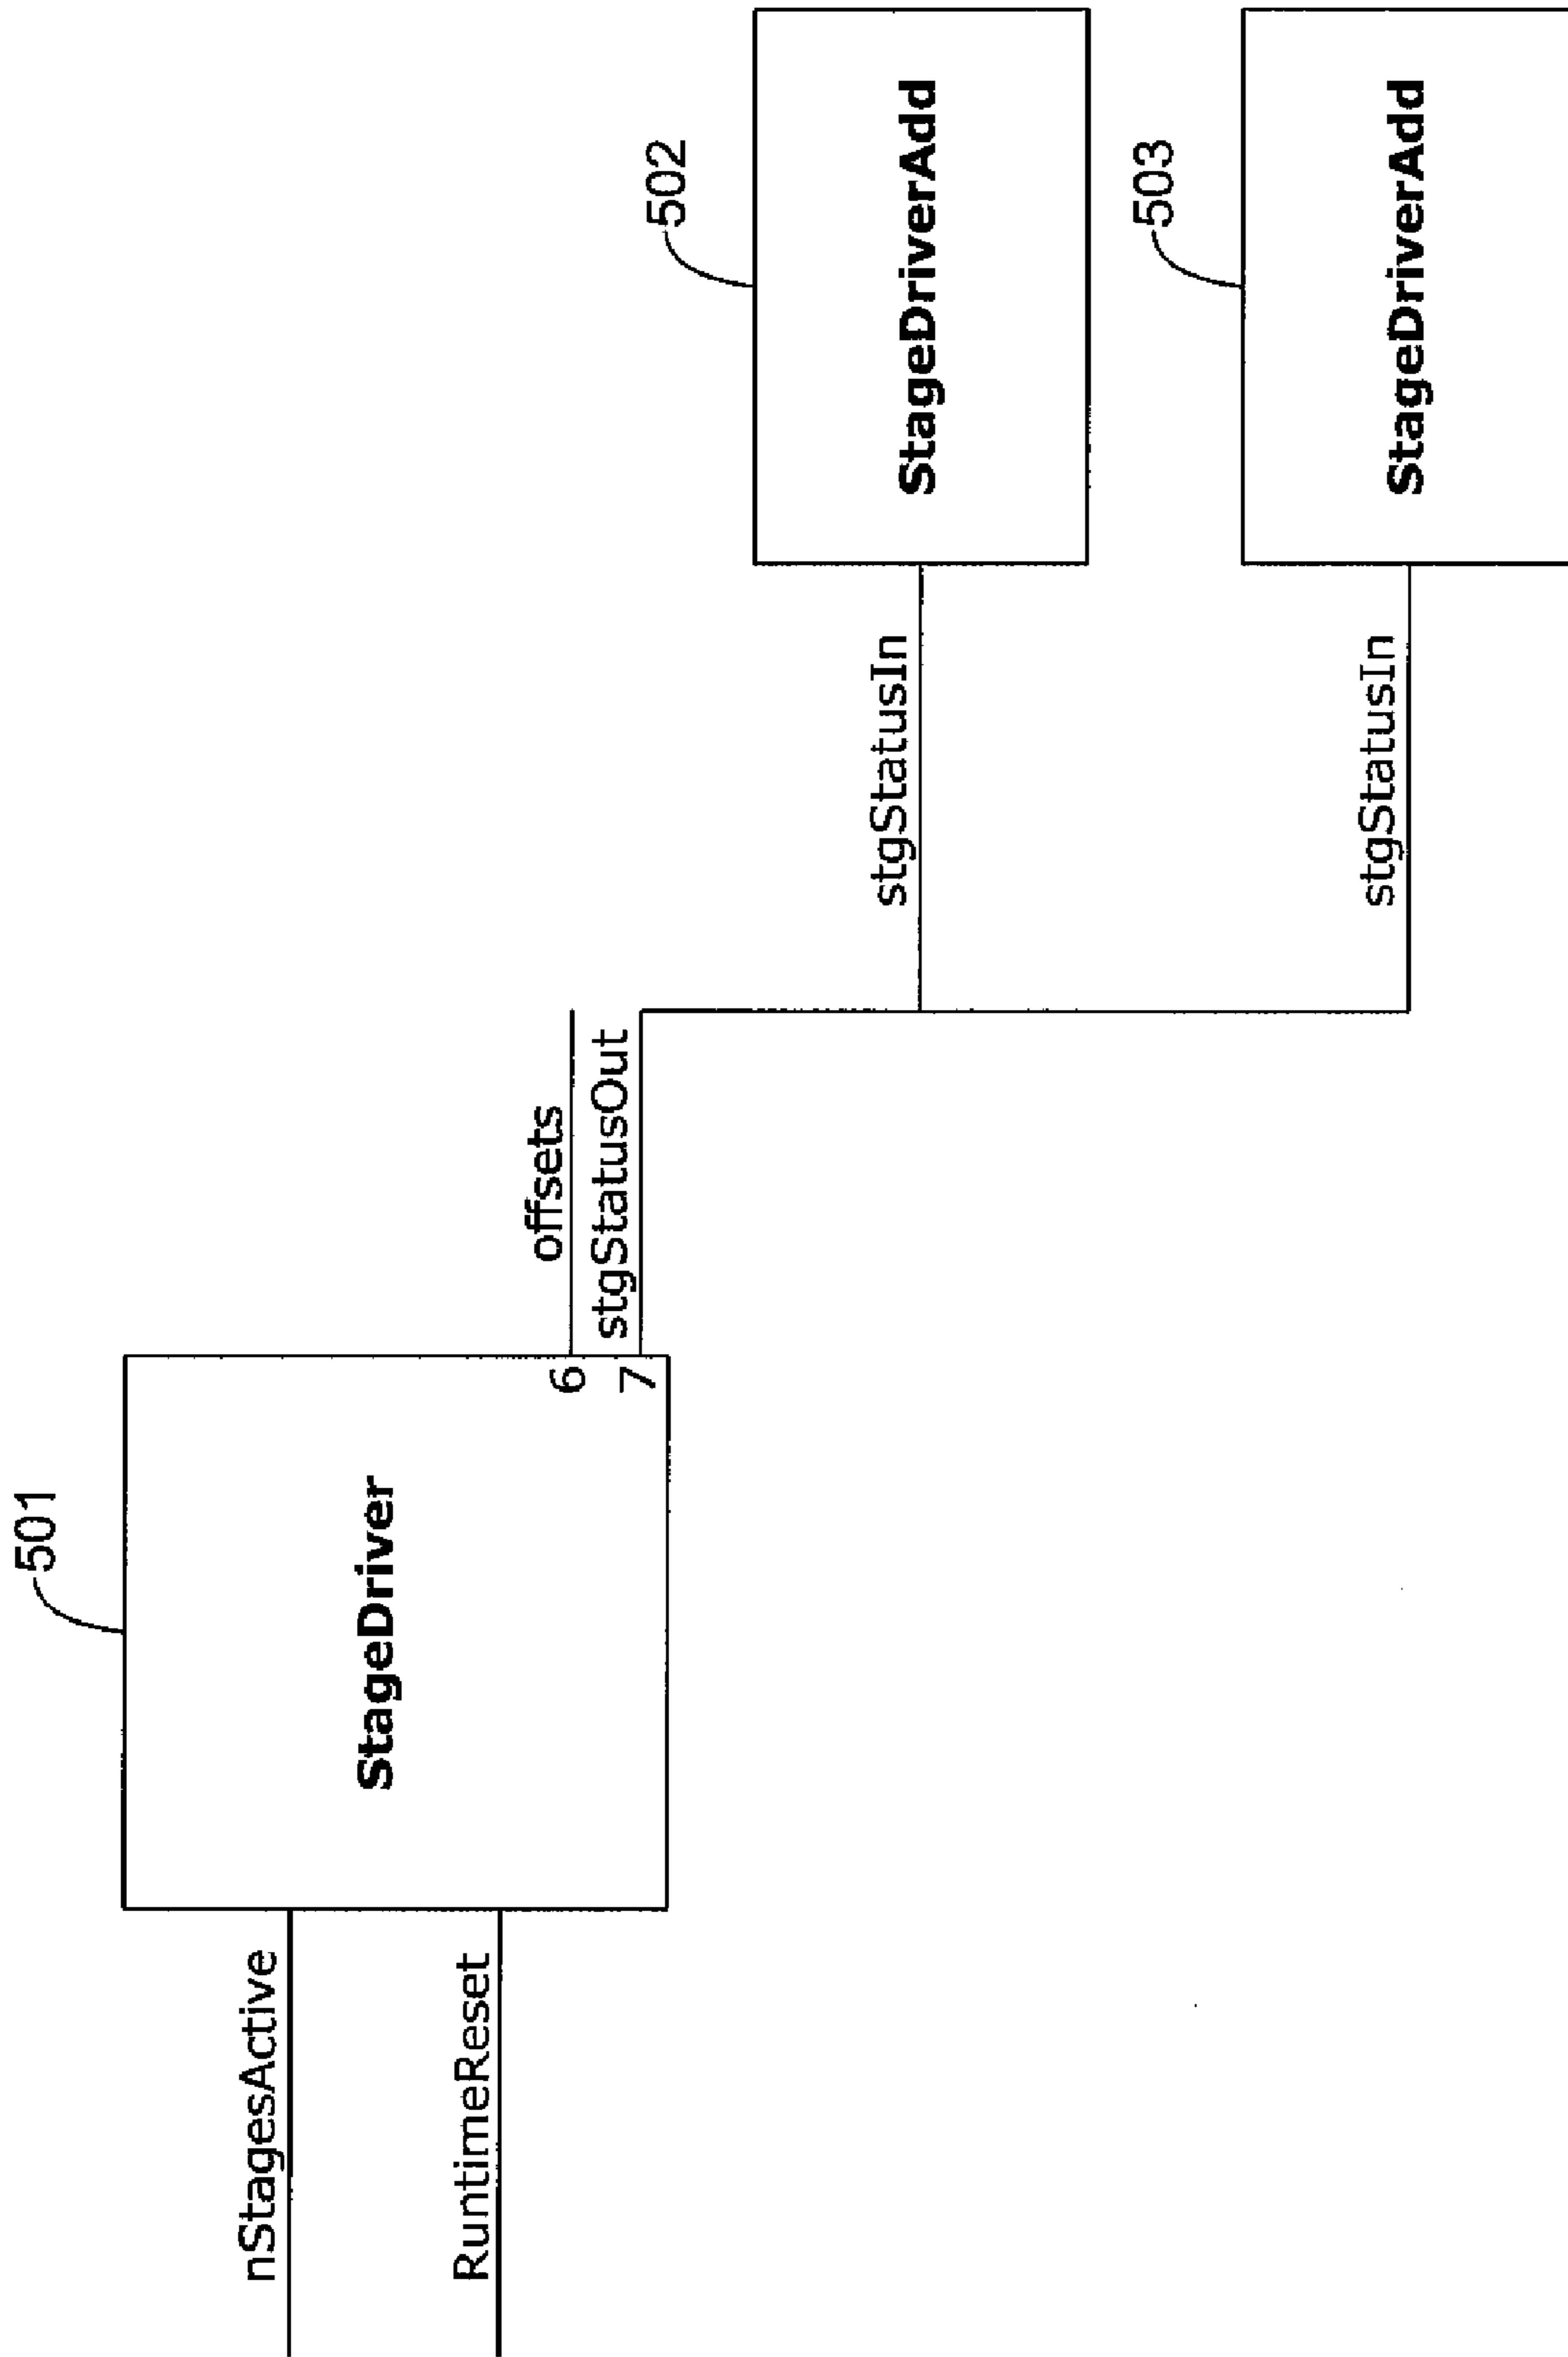 501
nStagesActive
RuntimeReset
StageDriver
6
7
offsets
stgStatusOut
502
stgStatusIn
StageDriverAdd
503
stgStatusIn
StageDriverAdd